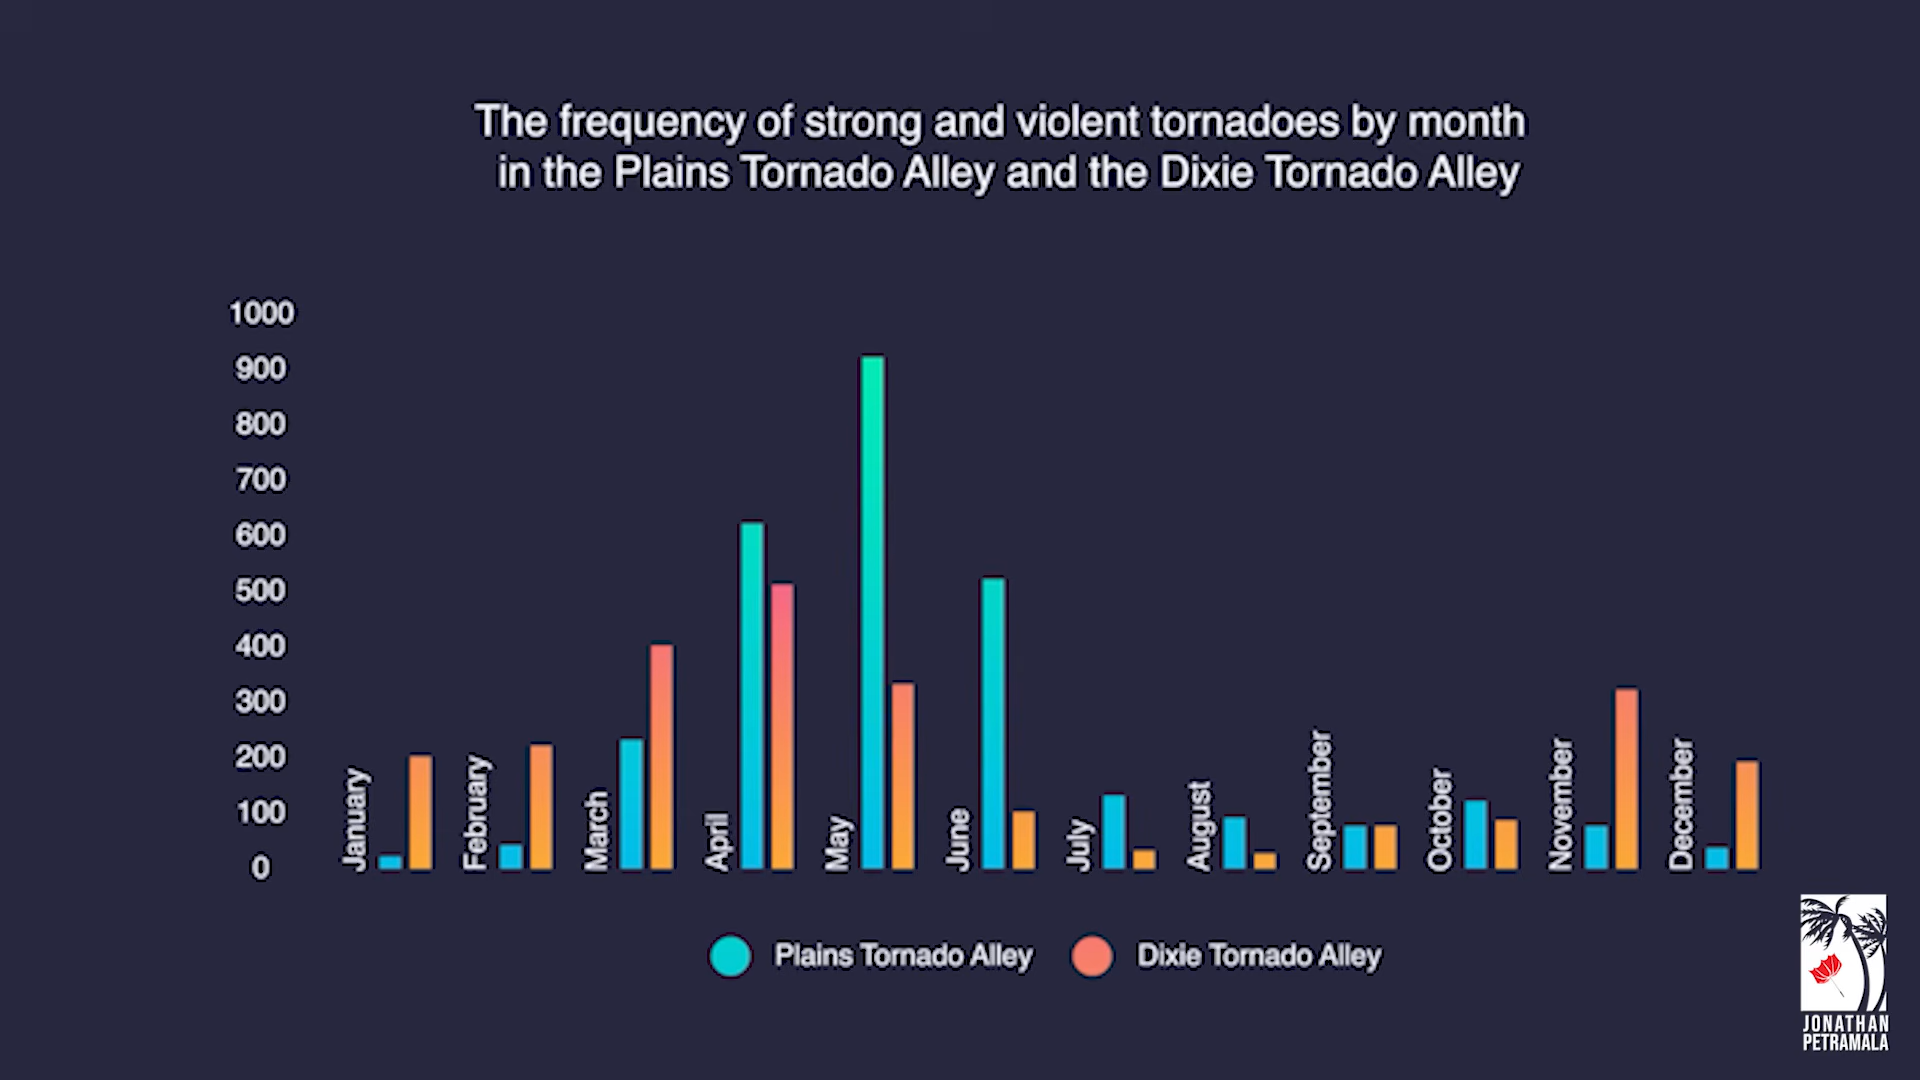 The frequency of strong and violent tornadoes by month
in the Plains Tornado Alley and the Dixie Tornado Alley
1000
900
800
700
600
500
400
300
200
100
0
January
February
March
April
May
June
July
August
September
October
November
December
Plains Tornado Alley
Dixie Tornado Alley
JONATHAN
PETRAMALA